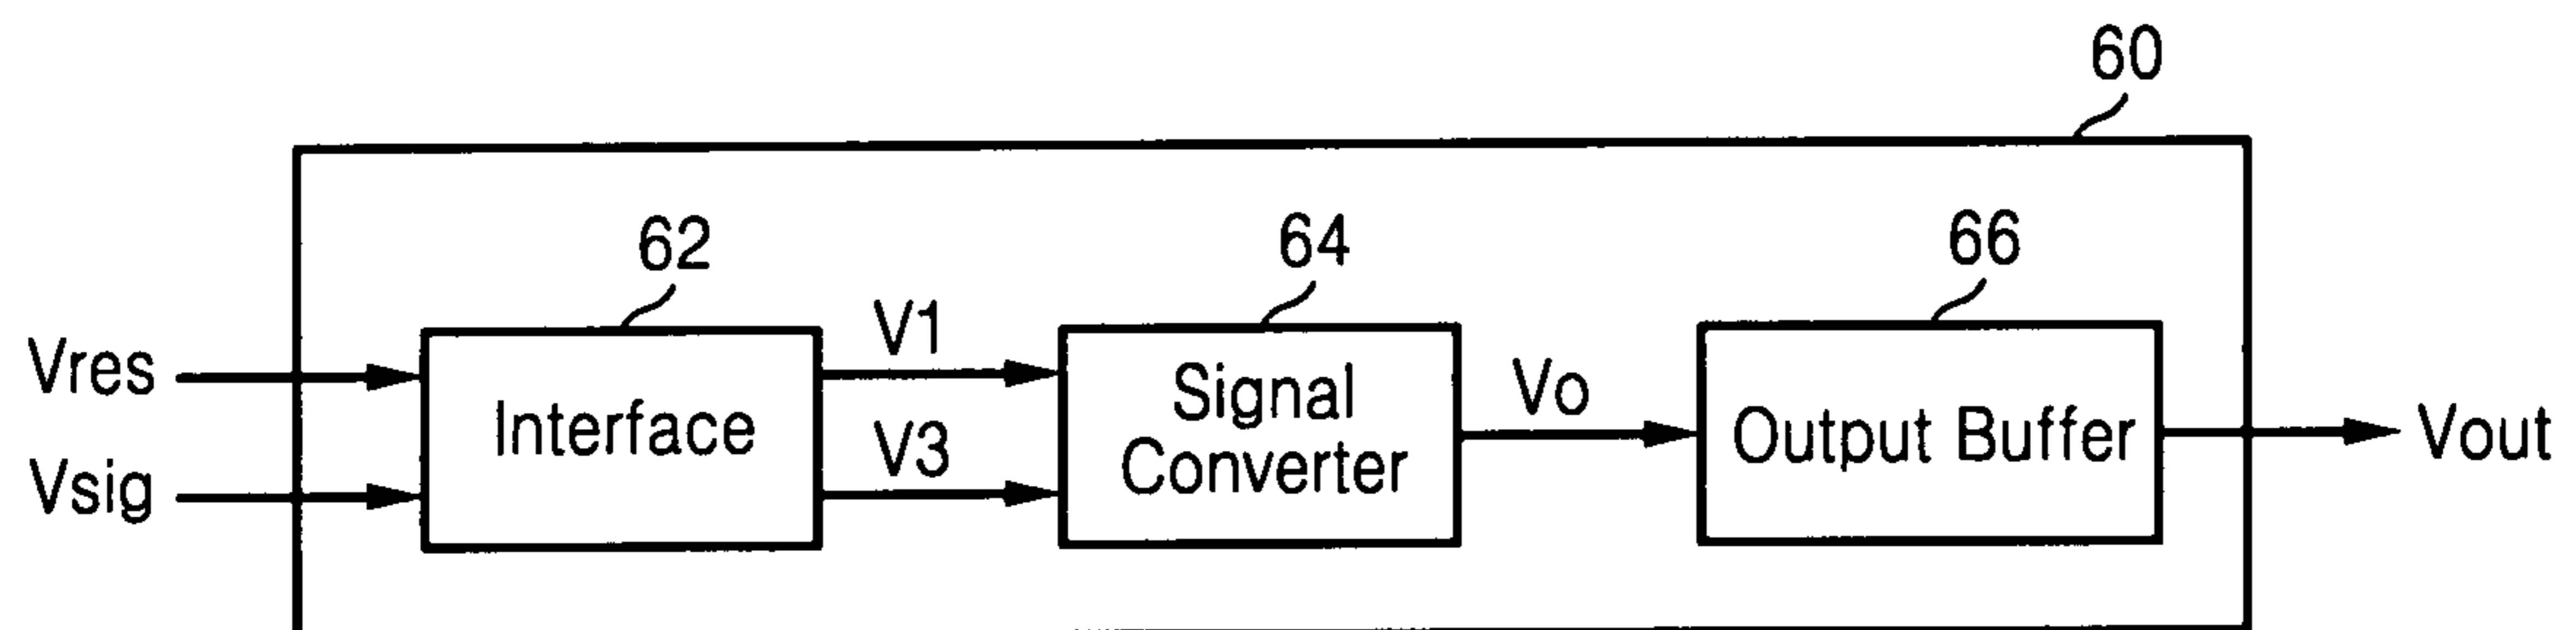 60
62
64
66
Vres
Vsig
Interface
V1
V3
Signal
Converter
Vo
Output Buffer
Vout